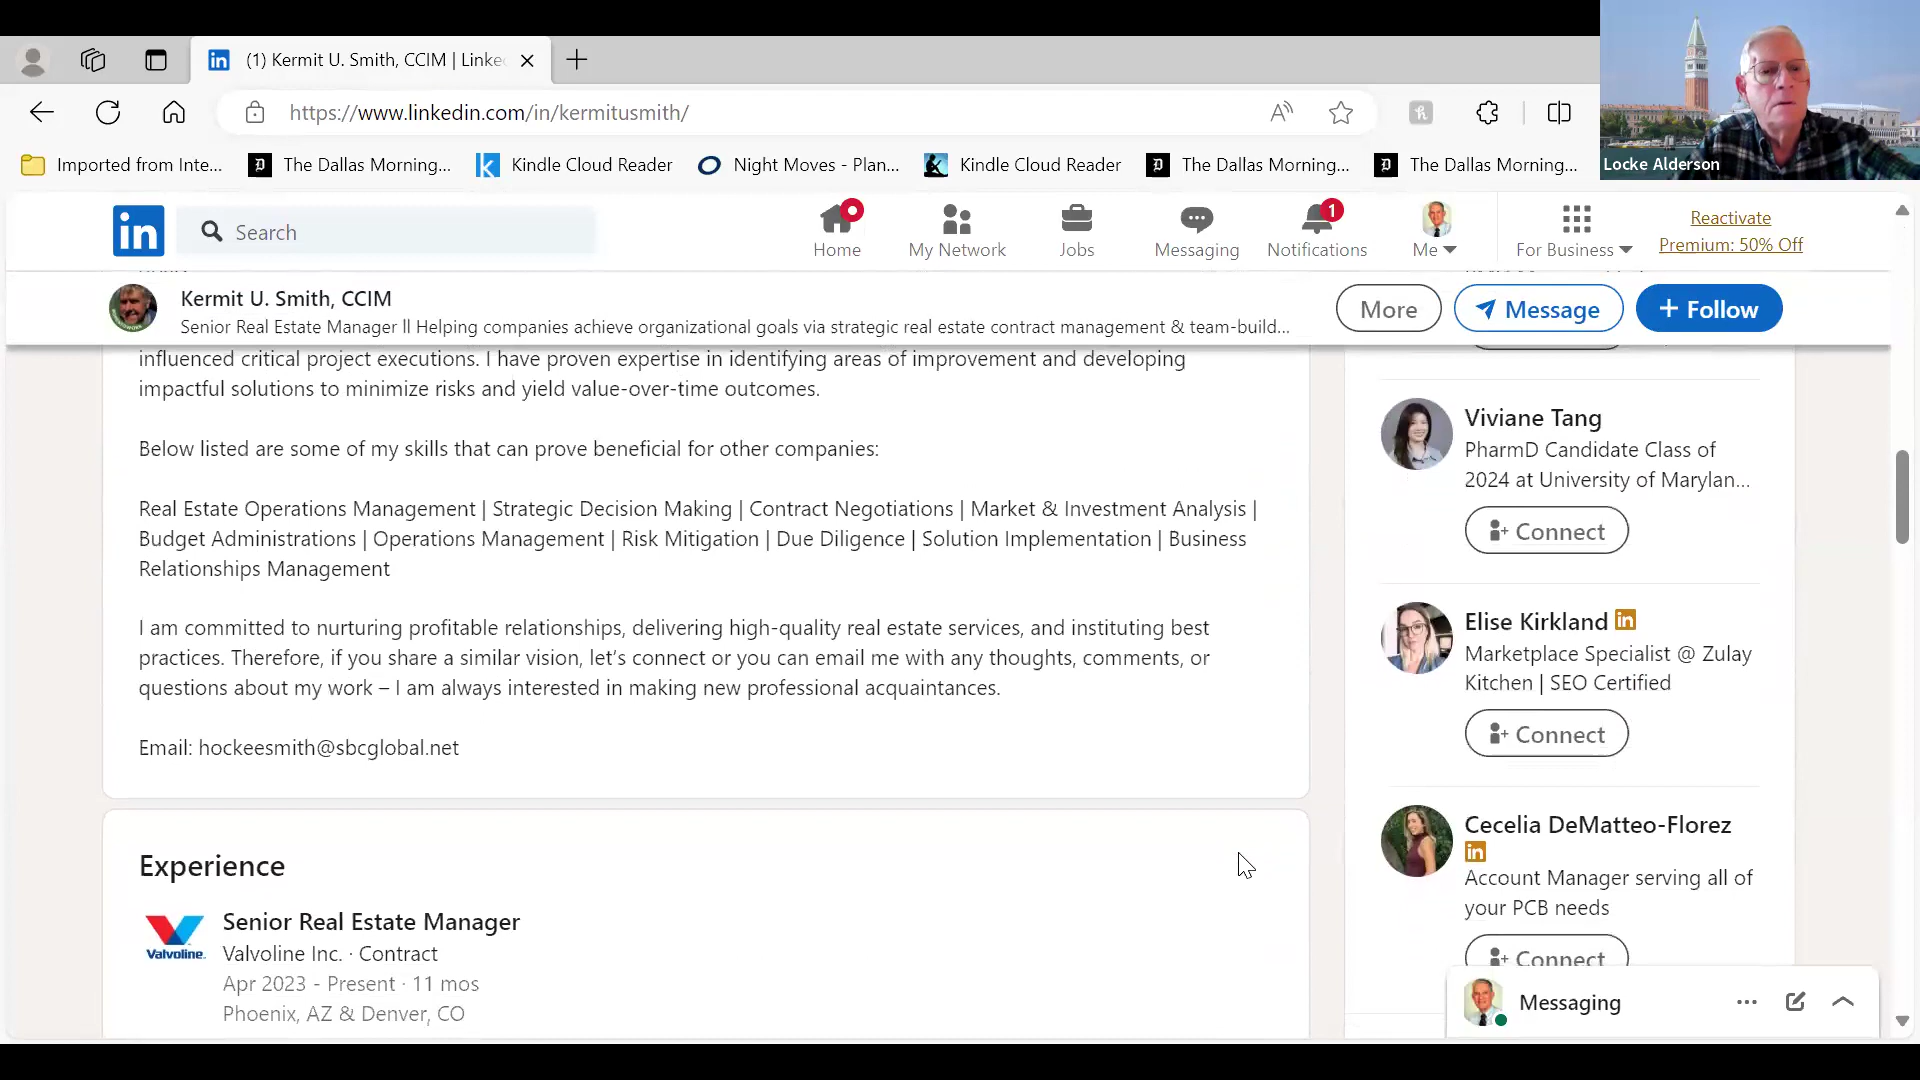 (1) Kermit U. Smith, CCIM | Linke
https://www.linkedin.com/in/kermitusmith/
Imported from Inte...
The Dallas Morning...
Kindle Cloud Reader
Night Moves - Plan...
Kindle Cloud Reader
The Dallas Morning...
The Dallas Morning...
Locke Alderson
in
Search
Home
My Network
Jobs
Messaging
1
Notifications
Me
For Business
Reactivate
Premium: 50% Off
Kermit U. Smith, CCIM
Senior Real Estate Manager ll Helping companies achieve organizational goals via strategic real estate contract management & team-build...
More
Message
+ Follow
influenced critical project executions. I have proven expertise in identifying areas of improvement and developing
impactful solutions to minimize risks and yield value-over-time outcomes.
Below listed are some of my skills that can prove beneficial for other companies:
Real Estate Operations Management | Strategic Decision Making | Contract Negotiations | Market & Investment Analysis |
Budget Administrations | Operations Management | Risk Mitigation | Due Diligence | Solution Implementation | Business
Relationships Management
I am committed to nurturing profitable relationships, delivering high-quality real estate services, and instituting best
practices. Therefore, if you share a similar vision, let's connect or you can email me with any thoughts, comments, or
questions about my work – I am always interested in making new professional acquaintances.
Email: hockeesmith@sbcglobal.net
Experience
Valvoline.
Senior Real Estate Manager
Valvoline Inc. · Contract
Apr 2023 - Present · 11 mos
Phoenix, AZ & Denver, CO
Viviane Tang
PharmD Candidate Class of
2024 at University of Marylan...
Connect
Elise Kirkland in
Marketplace Specialist @ Zulay
Kitchen | SEO Certified
Connect
Cecelia DeMatteo-Florez
in
Account Manager serving all of
your PCB needs
Connect
Messaging